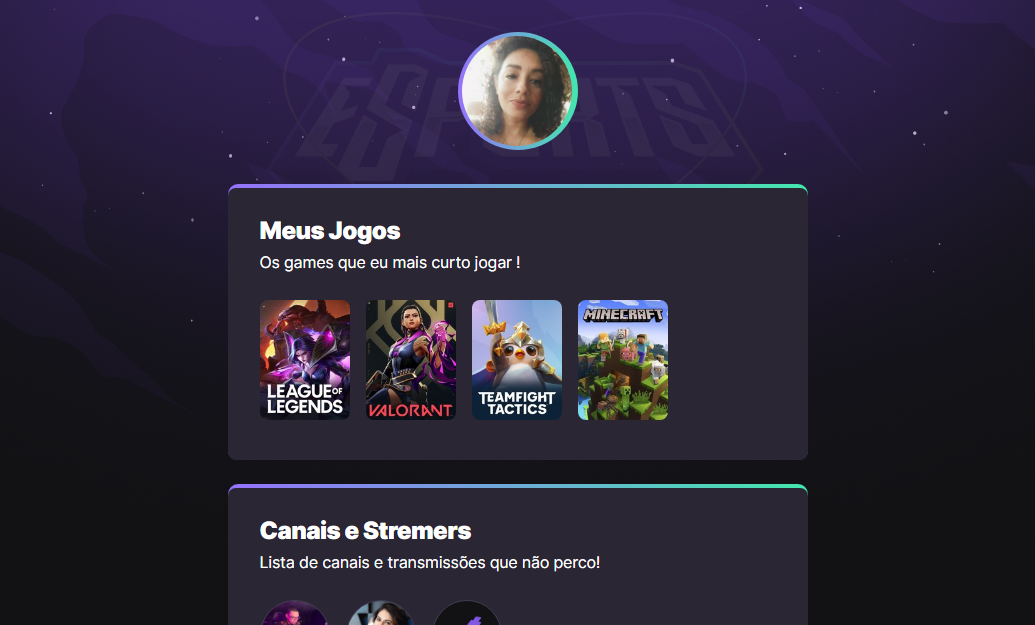 ESPORTS
Meus Jogos
Os games que eu mais curto jogar !
LEAGUE OF
LEGENDS
VALORANT
TEAMFIGHT
TACTICS
MINECRAFT
Canais e Stremers
Lista de canais e transmissões que não perco!